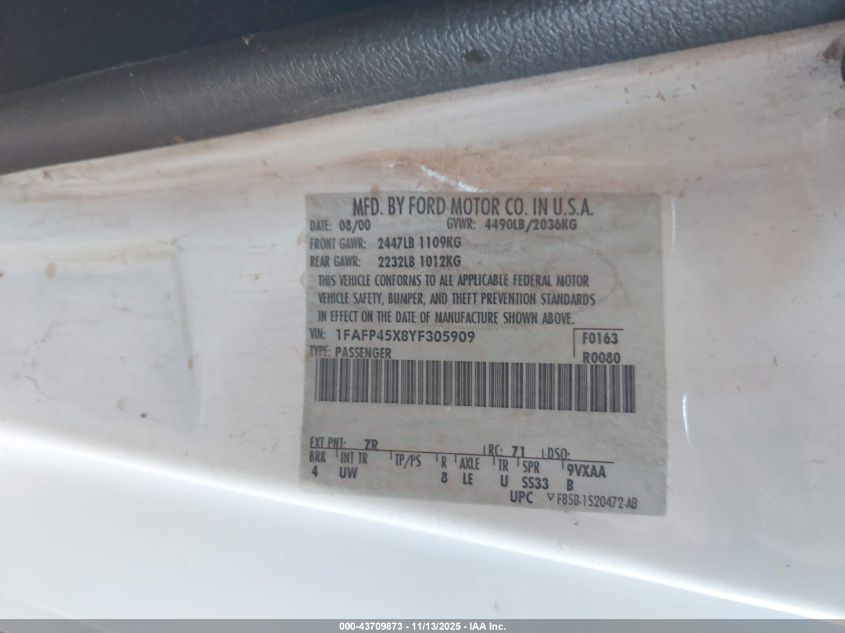 MFD. BY FORD MOTOR CO. IN U.S.A.
DATE: 08/00 GVWR: 4490LB/2036KG
FRONT GAWR: 2447LB 1109KG
REAR GAWR: 2232LB 1012KG
THIS VEHICLE CONFORMS TO ALL APPLICABLE FEDERAL MOTOR
VEHICLE SAFETY, BUMPER, AND THEFT PREVENTION STANDARDS
IN EFFECT ON THE DATE OF MANUFACTURE SHOWN ABOVE.
VIN: 1FAFP45X8YF305909 F0163
TYPE: PASSENGER R0080
EXT PNT: ZR RC: 71 DSO:
BRK INT TR TP/PS R AXLE TR SPR 9VXAA
4 UW 8 LE U SS33 B
UPC ▽ F85B-1520472-AB
000-43709873 - 11/13/2025 - IAA Inc.